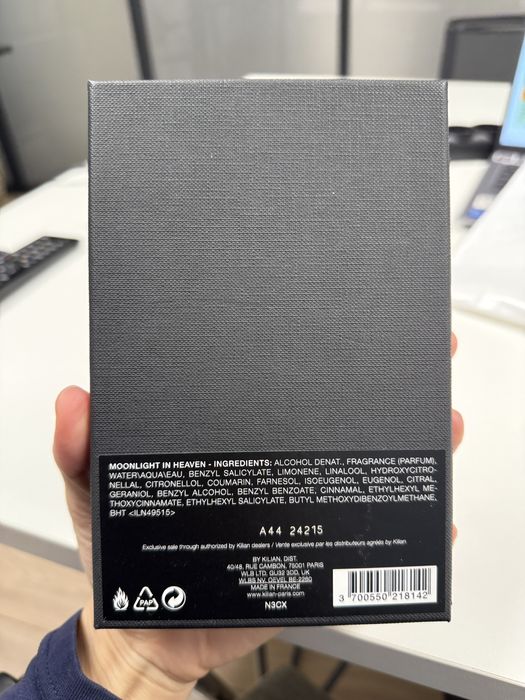 MOONLIGHT IN HEAVEN - INGREDIENTS: ALCOHOL DENAT., FRAGRANCE (PARFUM),
WATER\AQUA\EAU, BENZYL SALICYLATE, LIMONENE, LINALOOL, HYDROXYCITRO-
NELLAL, CITRONELLOL, COUMARIN, FARNESOL, ISOEUGENOL, EUGENOL, CITRAL,
GERANIOL, BENZYL ALCOHOL, BENZYL BENZOATE, CINNAMAL, ETHYLHEXYL ME-
THOXYCINNAMATE, ETHYLHEXYL SALICYLATE, BUTYL METHOXYDIBENZOYLMETHANE,
BHT <ILN49515>
A44 24215
Exclusive sale through authorized by Kilian dealers / Vente exclusive par les distributeurs agréés by Kilian
BY KILIAN, DIST.
40/48, RUE CAMBON, 75001 PARIS
WLB LTD, GU32 3DD, UK
WLBS NV, DEVEL BE-2260
MADE IN FRANCE
www.kilian-paris.com
N3CX
PAP
3 700550 218142